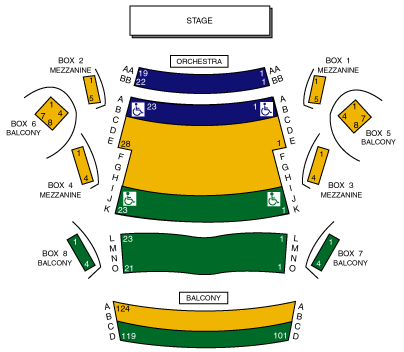 STAGE
ORCHESTRA
AA 19 1 AA
BB 22 1 BB
BOX 2
MEZZANINE
1
5
BOX 1
MEZZANINE
1
5
A 23 1 A
B B
C C
D D
E 28 1 E
F F
G G
H H
I I
J J
K 23 1 K
BOX 6
BALCONY
1
7 4
8
BOX 5
BALCONY
1
4 7
8
BOX 4
MEZZANINE
1
4
BOX 3
MEZZANINE
1
4
L 23 1 L
M M
N N
O 21 1 O
BOX 8
BALCONY
1
4
BOX 7
BALCONY
1
4
BALCONY
A 124 A
B B
C C
D 119 101 D